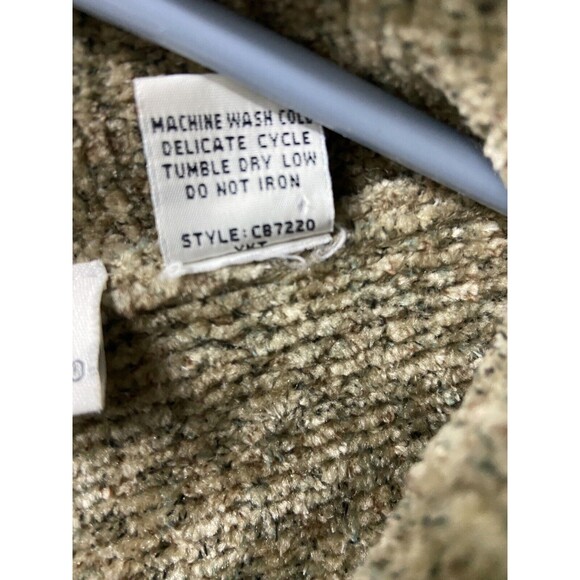 MACHINE WASH COLD
DELICATE CYCLE
TUMBLE DRY LOW
DO NOT IRON
STYLE:CB7220